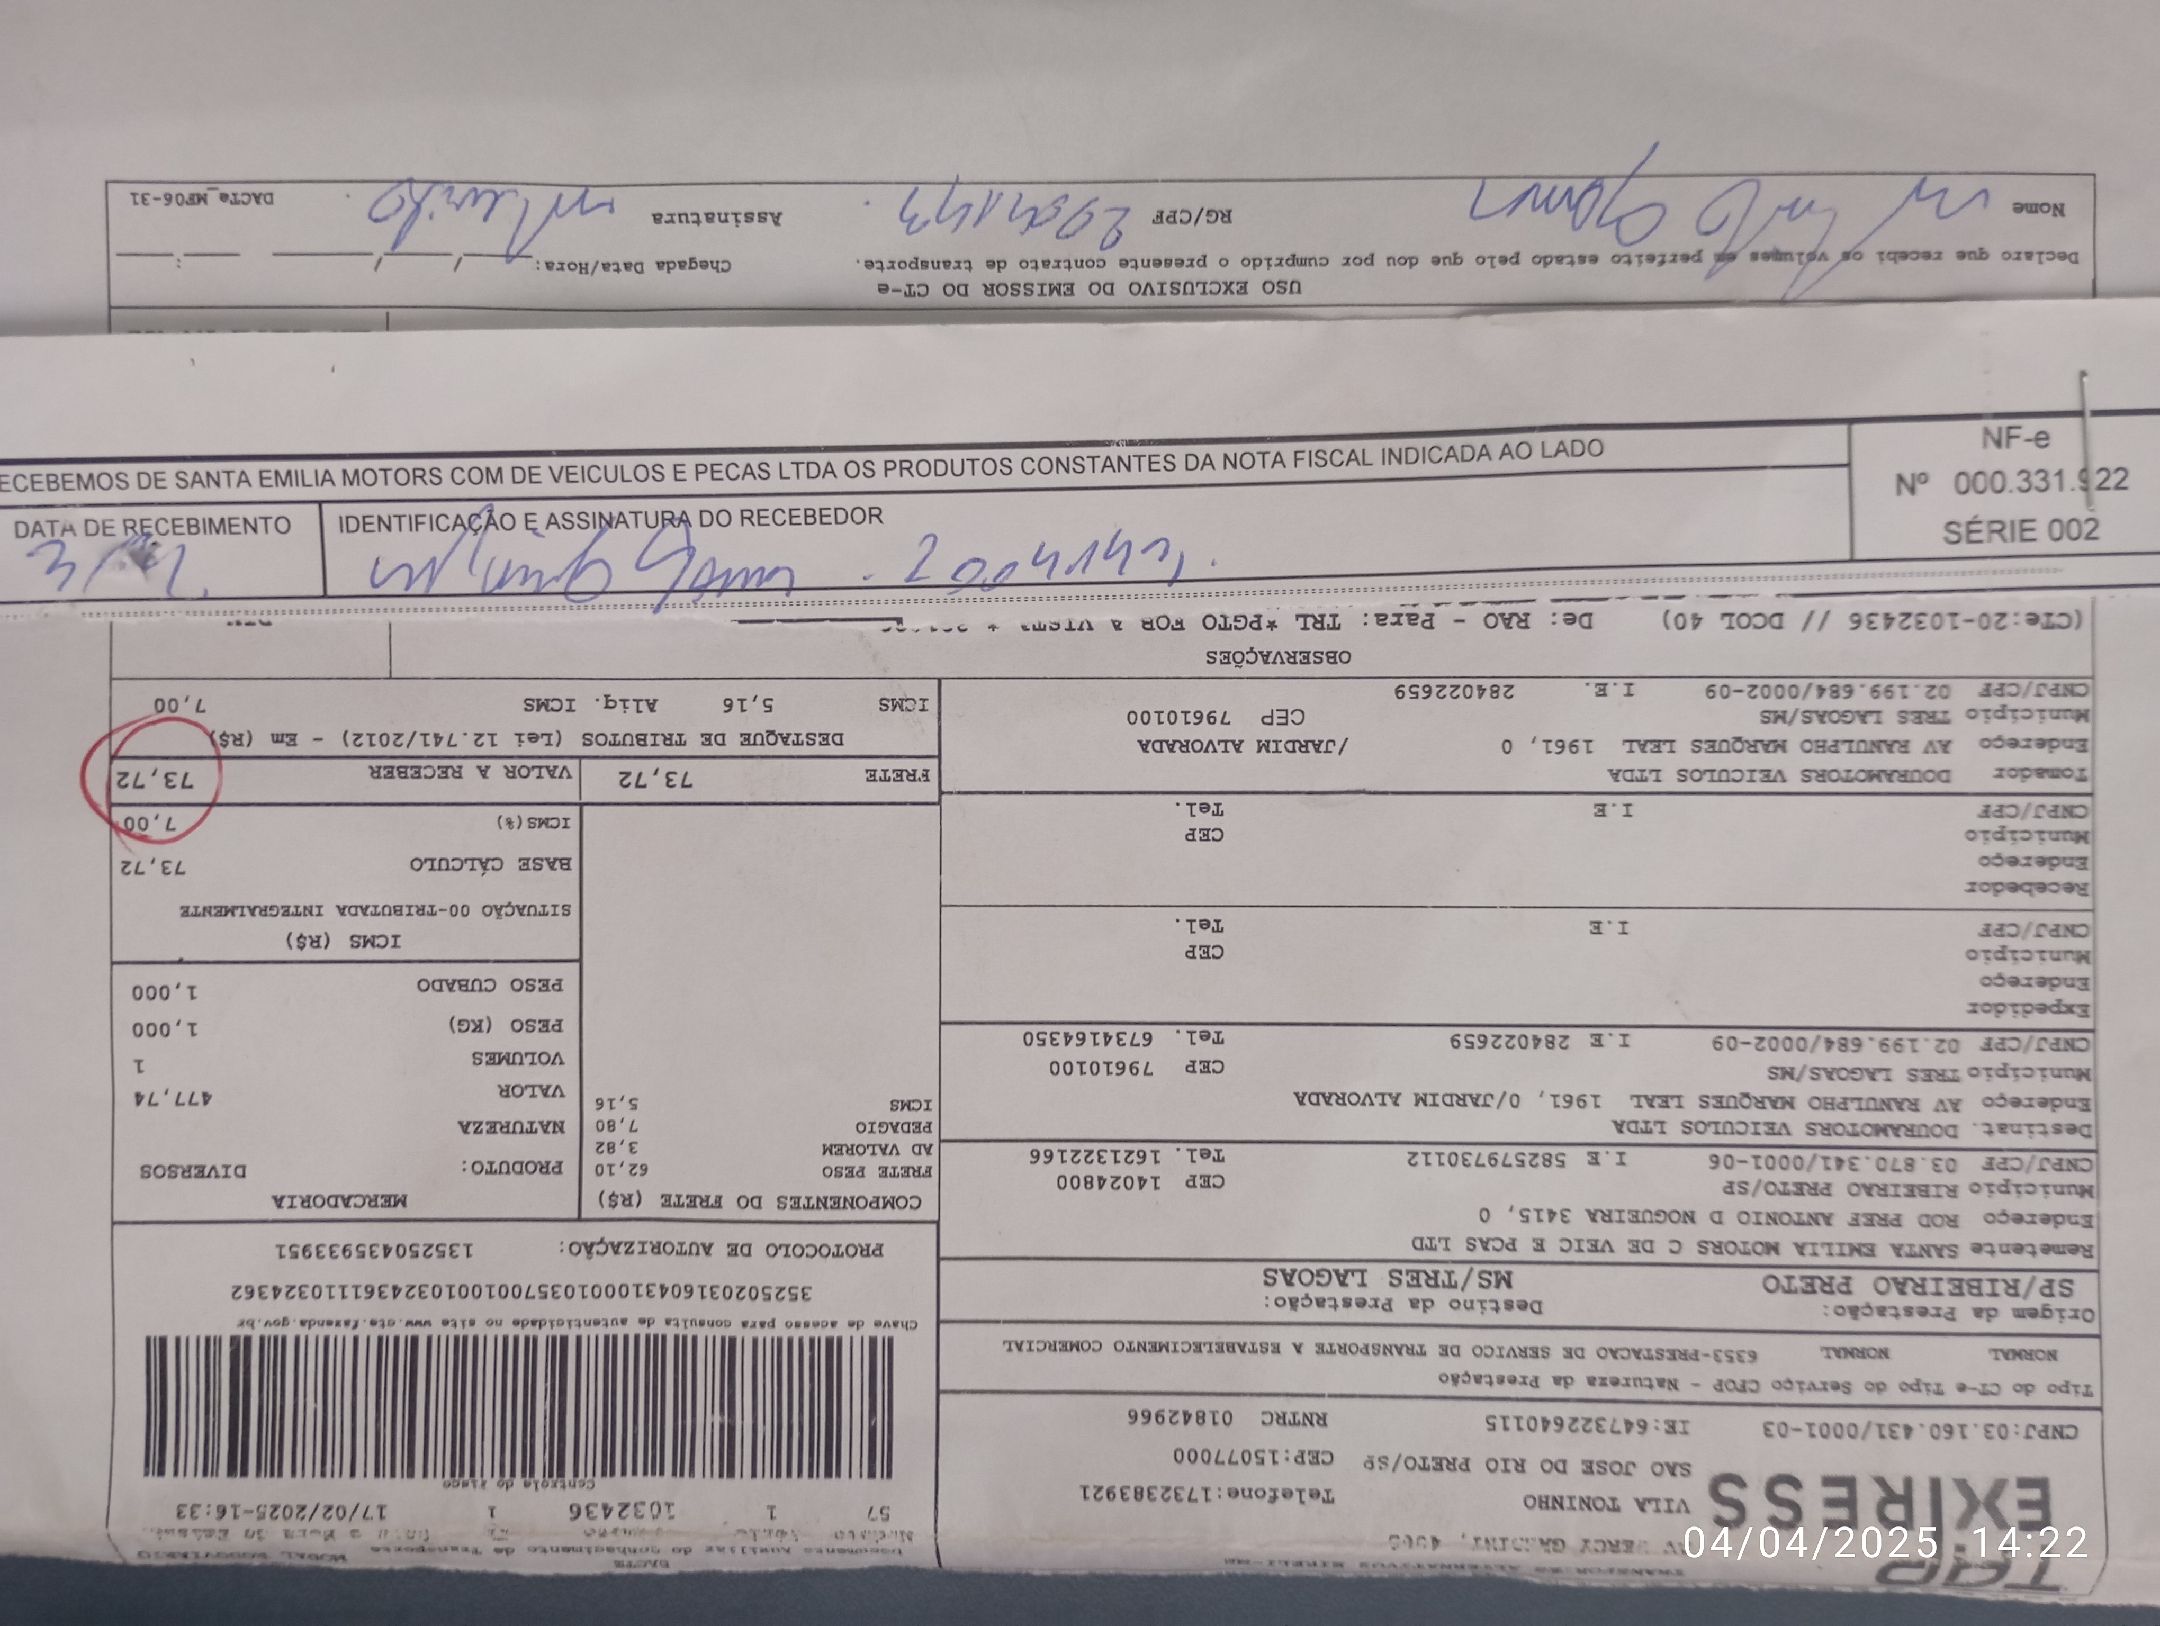 DACTE
Documento Auxiliar do Conhecimento de Transporte
MODAL RODOVIARIO
EXPRESS
VILA TONINHO
Telefone:1732383921
SAO JOSE DO RIO PRETO/SP CEP:15077000
CNPJ:03.160.431/0001-03 IE:647322640115 RNTRC 01842966
57 1 1032436 1 17/02/2025-16:33
Controle do Fisco
Tipo do CT-e Tipo do Serviço CFOP - Natureza da Prestação
NORMAL NORMAL 6353-PRESTACAO DE SERVICO DE TRANSPORTE A ESTABELECIMENTO COMERCIAL
Chave de acesso para consulta de autenticidade no site www.cte.fazenda.gov.br
35250203160431000103570010010324361110324362
PROTOCOLO DE AUTORIZAÇÃO: 135250435933951
Origem da Prestação: Destino da Prestação:
SP/RIBEIRAO PRETO MS/TRES LAGOAS
Remetente SANTA EMILIA MOTORS C DE VEIC E PCAS LTD
Endereço ROD PREF ANTONIO D NOGUEIRA 3415, 0
Município RIBEIRAO PRETO/SP CEP 14024800
CNPJ/CPF 03.870.341/0001-06 I.E 582579730112 Tel. 1621322166
Destinat. DOURAMOTORS VEICULOS LTDA
Endereço AV RANULPHO MARQUES LEAL 1961, 0/JARDIM ALVORADA
Município TRES LAGOAS/MS CEP 79610100
CNPJ/CPF 02.199.684/0002-09 I.E 284022659 Tel. 6734164350
Expedidor
Endereço
Município CEP
CNPJ/CPF I.E Tel.
Recebedor
Endereço
Município CEP
CNPJ/CPF I.E Tel.
Tomador DOURAMOTORS VEICULOS LTDA
Endereço AV RANULPHO MARQUES LEAL 1961, 0 /JARDIM ALVORADA
Município TRES LAGOAS/MS CEP 79610100
CNPJ/CPF 02.199.684/0002-09 I.E. 284022659
COMPONENTES DO FRETE (R$)
FRETE PESO 62,10
AD VALOREM 3,82
PEDAGIO 7,80
ICMS 5,16
MERCADORIA
PRODUTO: DIVERSOS
NATUREZA
VALOR 477,74
VOLUMES 1
PESO (KG) 1,000
PESO CUBADO 1,000
ICMS (R$)
SITUAÇÃO 00-TRIBUTADA INTEGRALMENTE
BASE CÁLCULO 73,72
ICMS(%) 7,00
FRETE 73,72 VALOR A RECEBER 73,72
DESTAQUE DE TRIBUTOS (Lei 12.741/2012) - Em (R$)
ICMS 5,16 Aliq. ICMS 7,00
OBSERVAÇÕES
(CTe:20-1032436 // DCOL 40) De: RAO - Para: TRL *PGTO FOR A VISTA *
ECEBEMOS DE SANTA EMILIA MOTORS COM DE VEICULOS E PECAS LTDA OS PRODUTOS CONSTANTES DA NOTA FISCAL INDICADA AO LADO
DATA DE RECEBIMENTO
IDENTIFICAÇÃO E ASSINATURA DO RECEBEDOR
NF-e
Nº 000.331.922
SÉRIE 002
USO EXCLUSIVO DO EMISSOR DO CT-e
Declaro que recebi os volumes em perfeito estado pelo que dou por cumprido o presente contrato de transporte. Chegada Data/Hora: / / :
Nome RG/CPF Assinatura
DACTe_MF06-31
04/04/2025 14:22